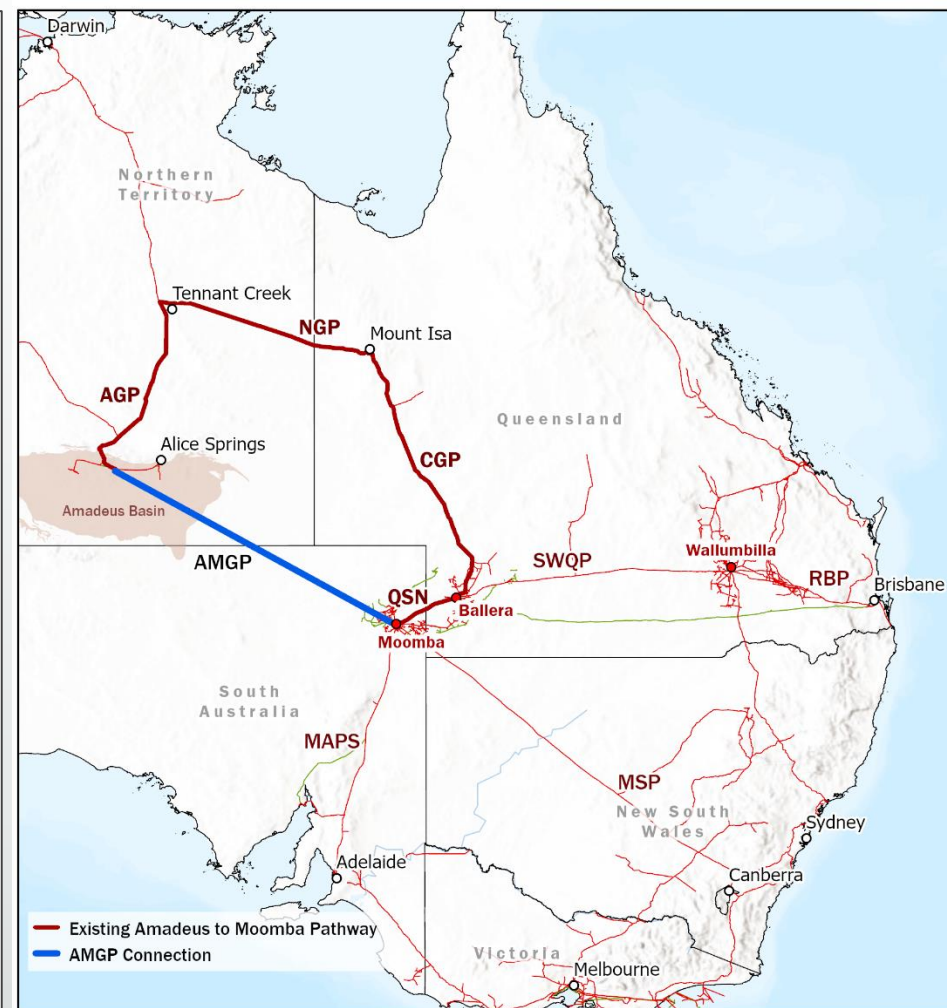 Darwin
Northern
Territory
Tennant Creek
NGP
Mount Isa
AGP
Alice Springs
Queensland
CGP
Amadeus Basin
AMGP
SWQP
Wallumbilla
QSN
RBP
Ballera
Brisbane
Moomba
South
Australia
MAPS
MSP
New South
Wales
Sydney
Adelaide
Canberra
Existing Amadeus to Moomba Pathway
AMGP Connection
Victoria
Melbourne